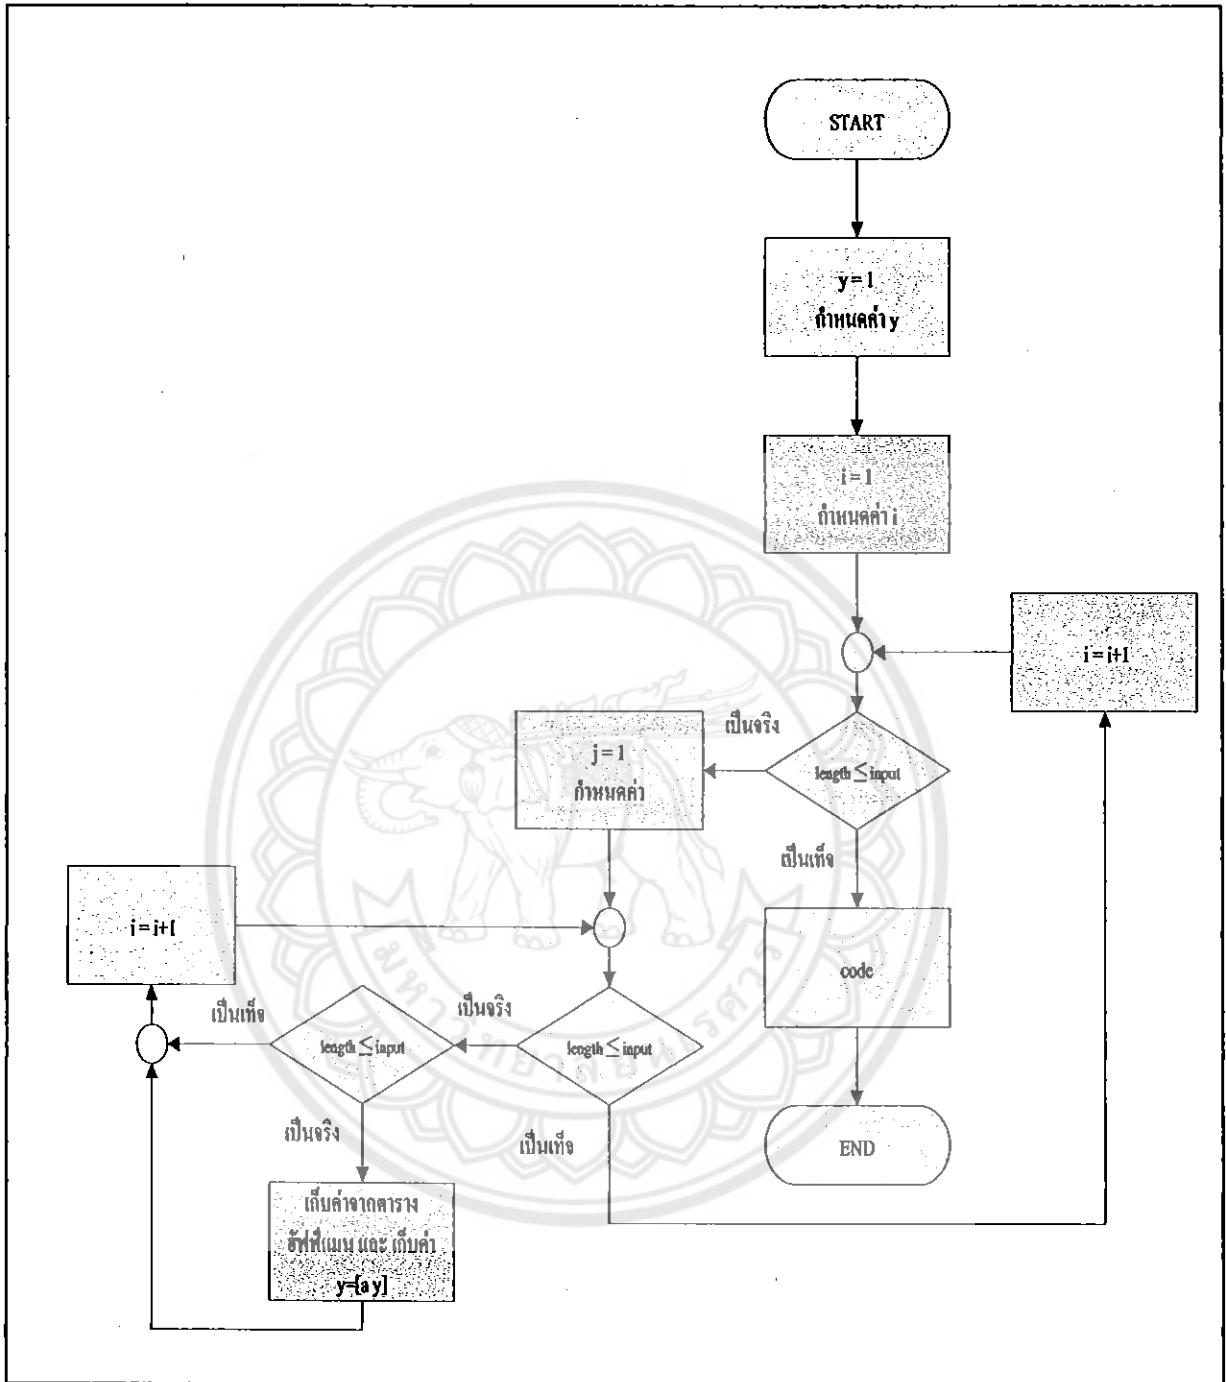 START
y = 1
กำหนดค่า y
i = 1
กำหนดค่า i
i = i+1
เป็นจริง
length ≤ input
j = 1
กำหนดค่า
เป็นเท็จ
i = i+1
code
เป็นเท็จ
length ≤ input
เป็นจริง
length ≤ input
เป็นจริง
เป็นเท็จ
END
เก็บค่าจากตาราง
ฮัฟฟ์แมน และ เก็บค่า
y=[a y]